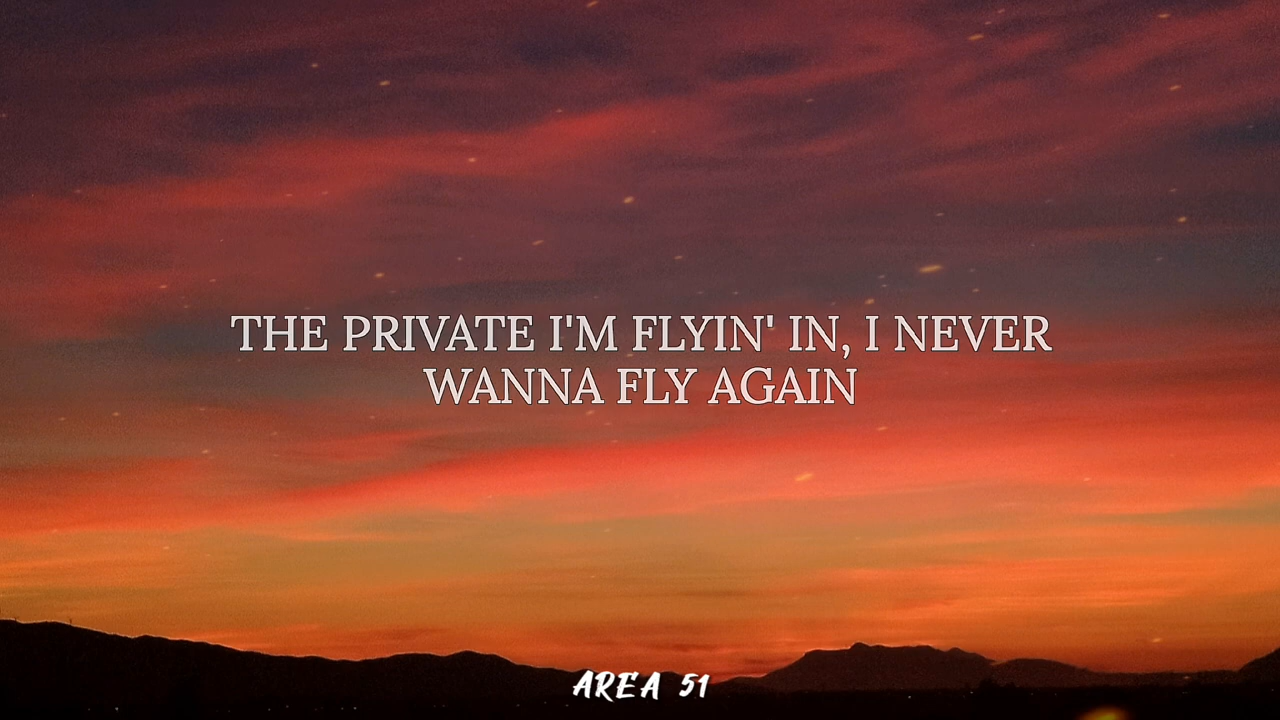 THE PRIVATE I'M FLYIN' IN, I NEVER
WANNA FLY AGAIN
AREA 51